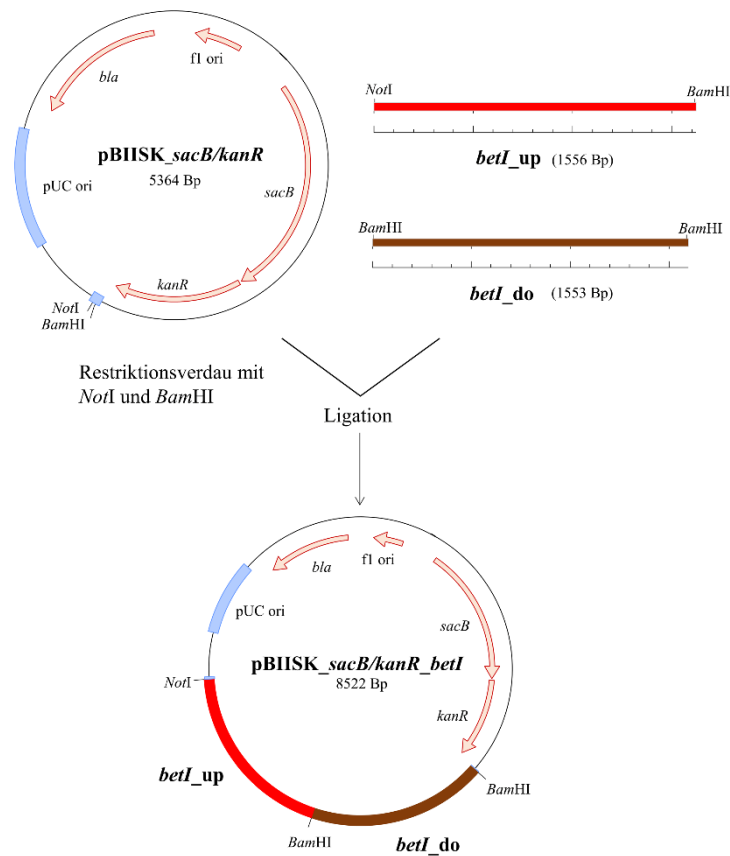 f1 ori
bla
pBIISK_sacB/kanR
5364 Bp
pUC ori
sacB
kanR
NotI
BamHI
NotI
BamHI
betI_up (1556 Bp)
BamHI
BamHI
betI_do (1553 Bp)
Restriktionsverdau mit
NotI und BamHI
Ligation
f1 ori
bla
pUC ori
sacB
pBIISK_sacB/kanR_betI
8522 Bp
NotI
kanR
betI_up
BamHI
BamHI
betI_do